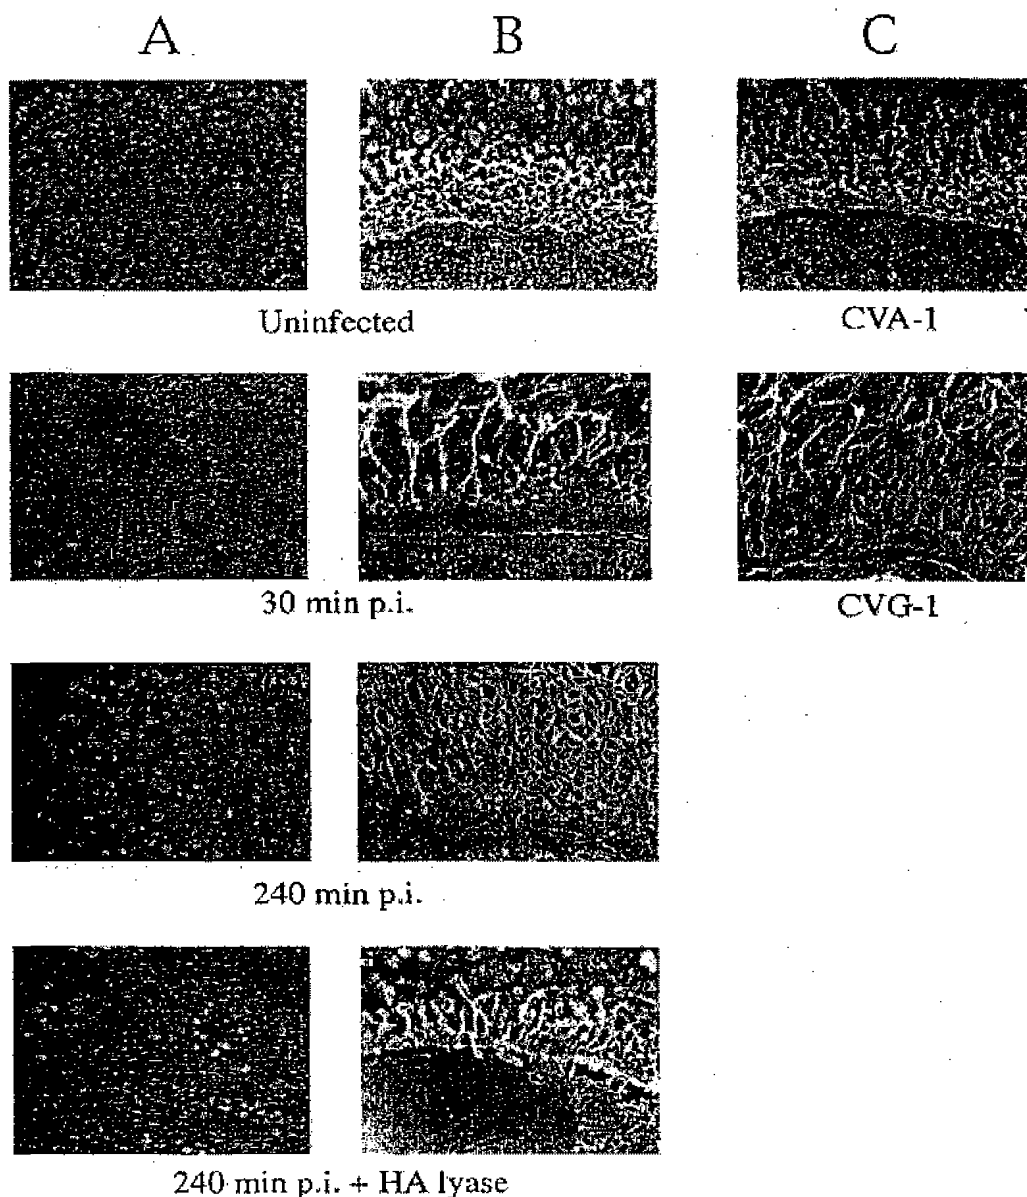 A B C
Uninfected
CVA-1
30 min p.i.
CVG-1
240 min p.i.
240 min p.i. + HA lyase